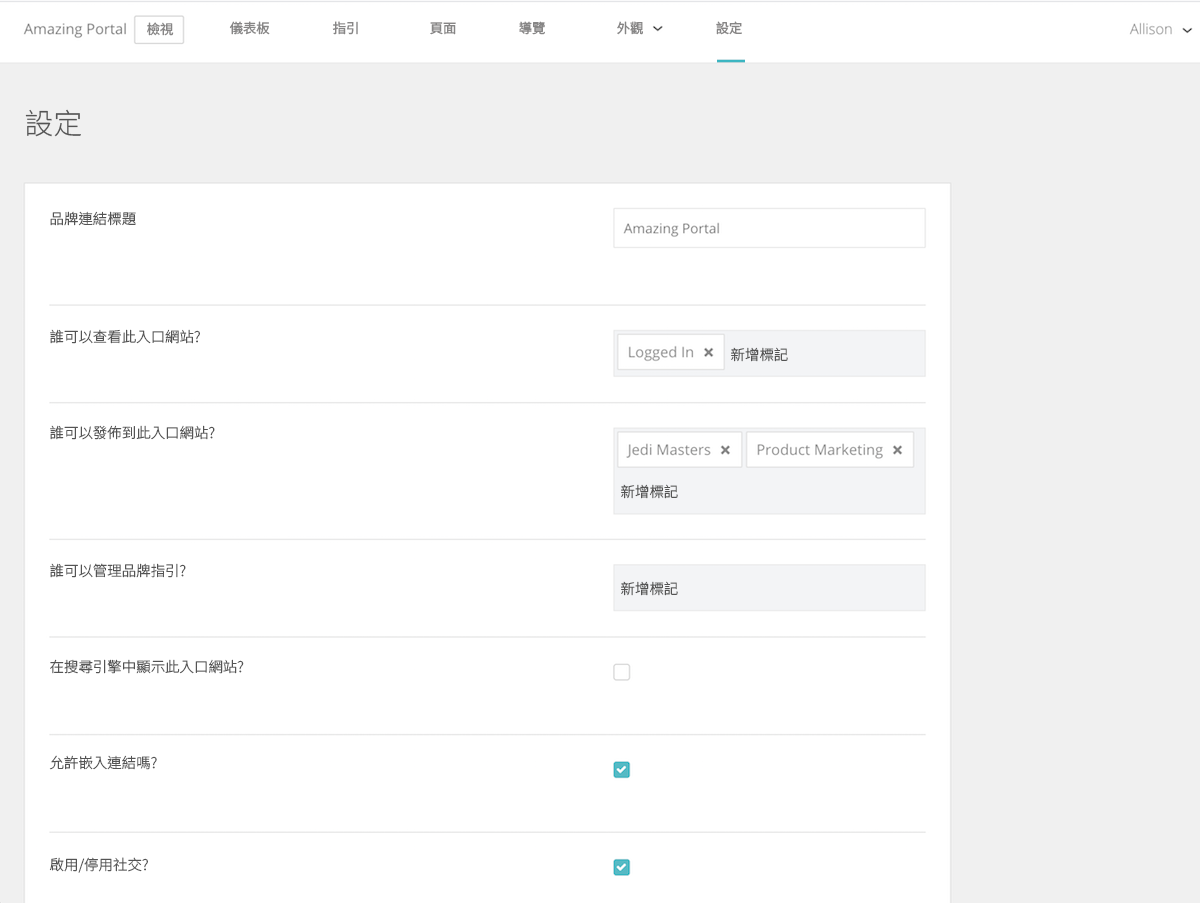 Amazing Portal 檢視 儀表板 指引 頁面 導覽 外觀 設定 Allison
設定
品牌連結標題 Amazing Portal
誰可以查看此入口網站? Logged In 新增標記
誰可以發佈到此入口網站? Jedi Masters Product Marketing
新增標記
誰可以管理品牌指引? 新增標記
在搜尋引擎中顯示此入口網站?
允許嵌入連結嗎?
啟用/停用社交?